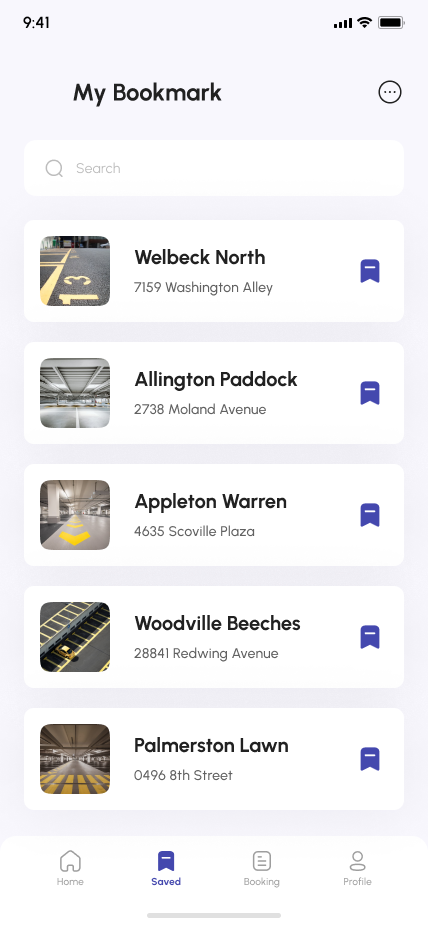 9:41
My Bookmark
Search
Welbeck North
7159 Washington Alley
Allington Paddock
2738 Moland Avenue
Appleton Warren
4635 Scoville Plaza
Woodville Beeches
28841 Redwing Avenue
Palmerston Lawn
0496 8th Street
Home
Saved
Booking
Profile